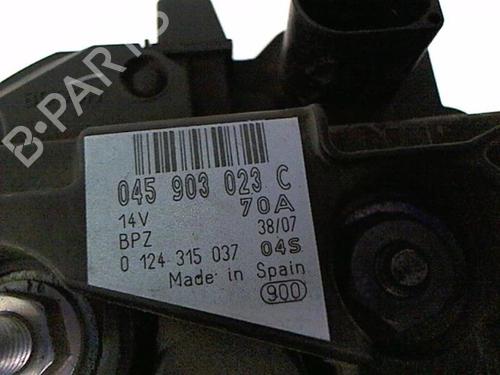 B-PARTS
045 903 023 C
14V 70A
BPZ 38/07
0 124 315 037 04S
Made in Spain
900